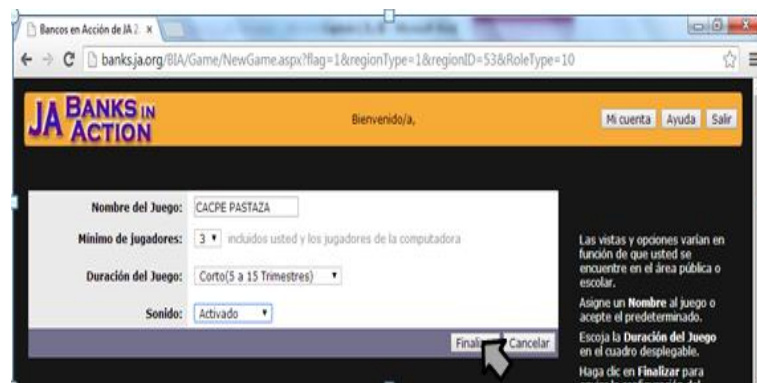 Bancos en Acción de JA 2. x
banks.ja.org/BIA/Game/NewGame.aspx?flag=1&regionType=1&regionID=53&RoleType=10
JA BANKS IN ACTION
Bienvenido/a,
Mi cuenta Ayuda Salir
Nombre del Juego: CACPE PASTAZA
Mínimo de jugadores: 3 incluidos usted y los jugadores de la computadora
Duración del Juego: Corto(5 a 15 Trimestres)
Sonido: Activado
Cancelar
Las vistas y opciones varían en
función de que usted se
encuentre en el área pública o
escolar.
Asigne un Nombre al juego o
acepte el predeterminado.
Escoja la Duración del Juego
en el cuadro desplegable.
Haga clic en Finalizar para